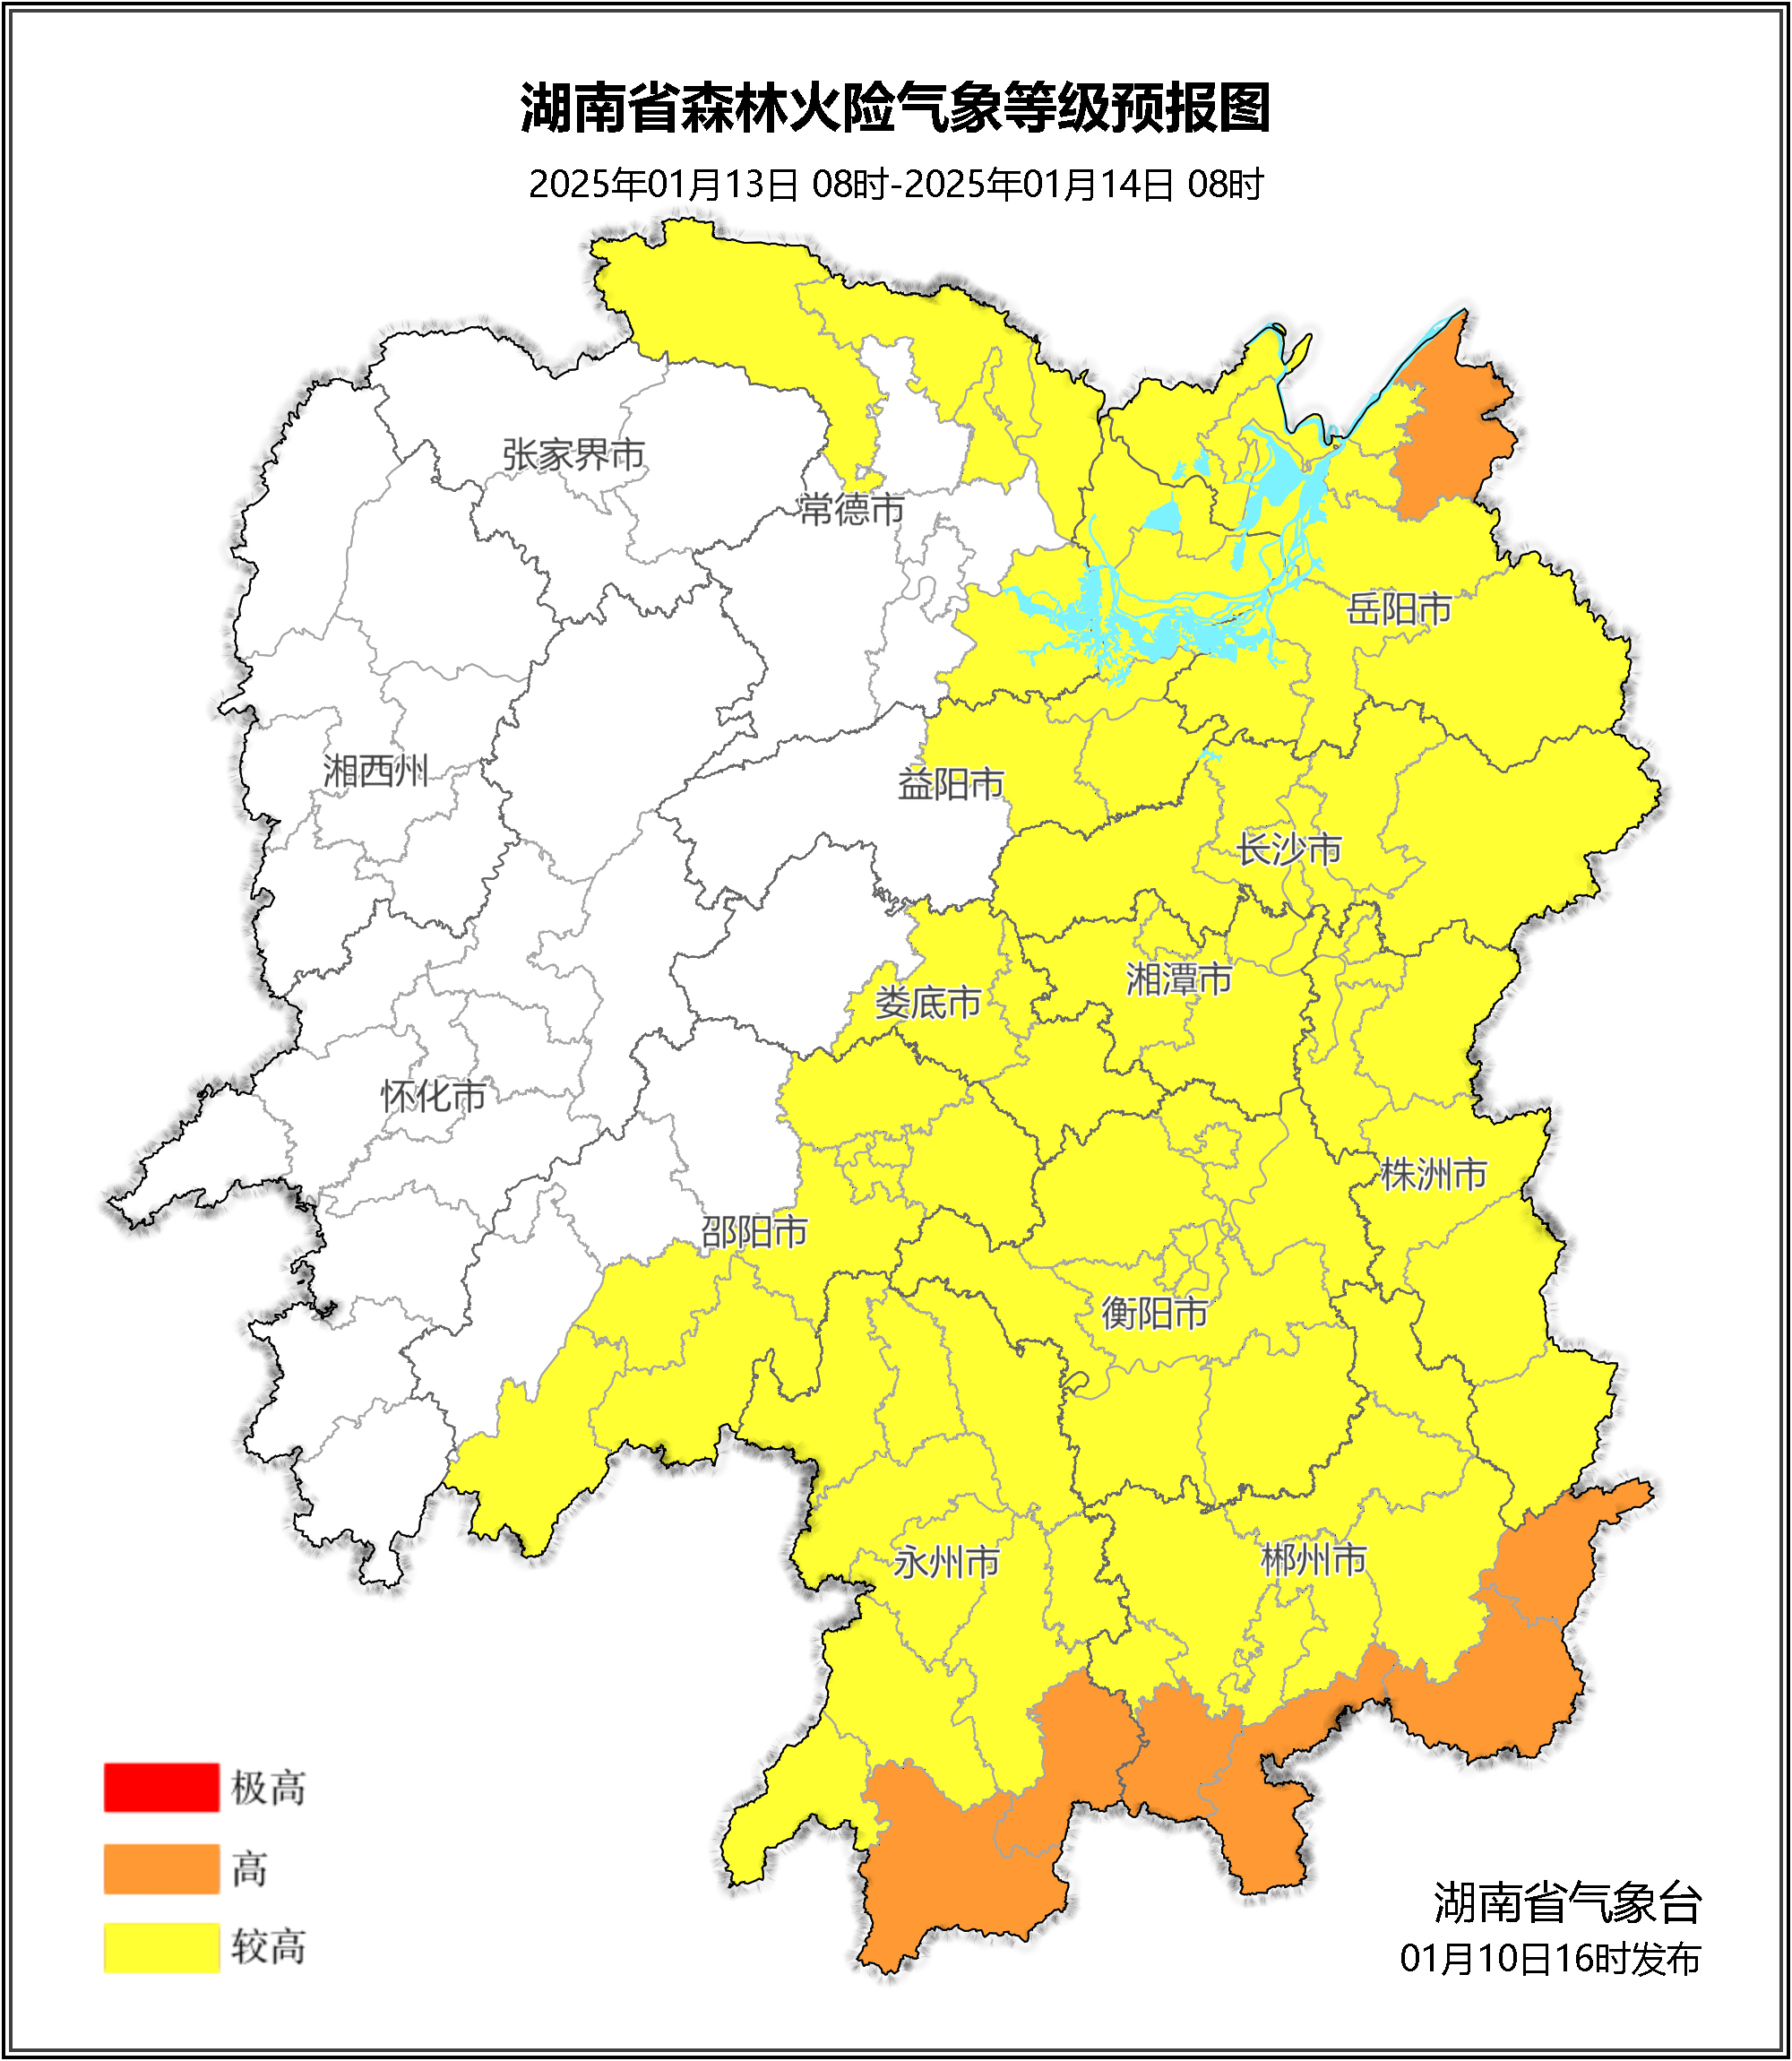 湖南省森林火险气象等级预报图
2025年01月13日 08时-2025年01月14日 08时
张家界市
常德市
岳阳市
湘西州
益阳市
长沙市
湘潭市
娄底市
怀化市
株洲市
邵阳市
衡阳市
永州市
郴州市
极高
高
较高
湖南省气象台
01月10日16时发布